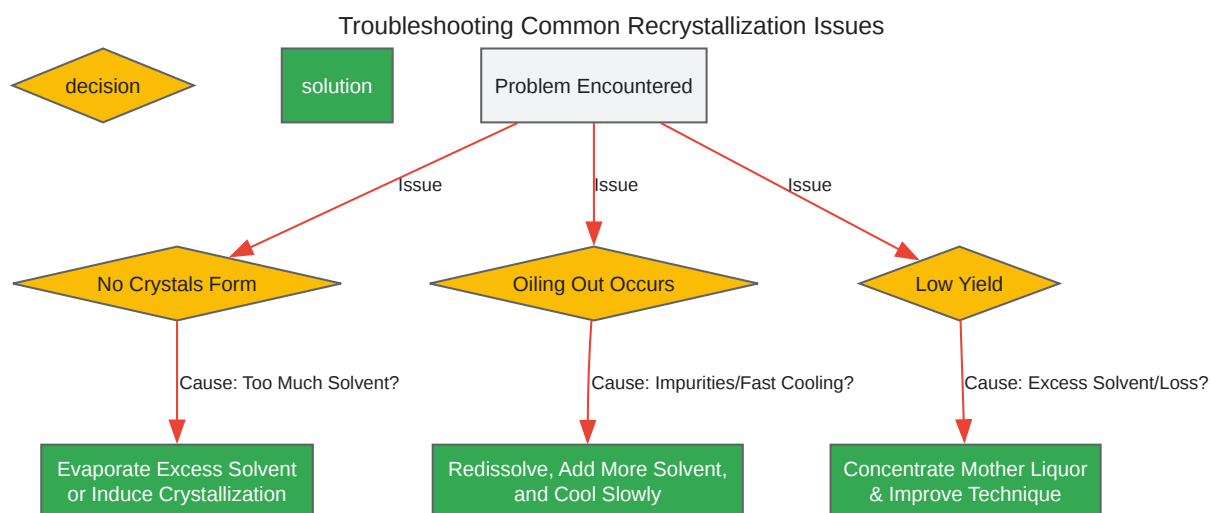 Troubleshooting Common Recrystallization Issues
decision
solution
Problem Encountered
Issue
Issue
Issue
No Crystals Form
Oiling Out Occurs
Low Yield
Cause: Too Much Solvent?
Cause: Impurities/Fast Cooling?
Cause: Excess Solvent/Loss?
Evaporate Excess Solvent
or Induce Crystallization
Redissolve, Add More Solvent,
and Cool Slowly
Concentrate Mother Liquor
& Improve Technique